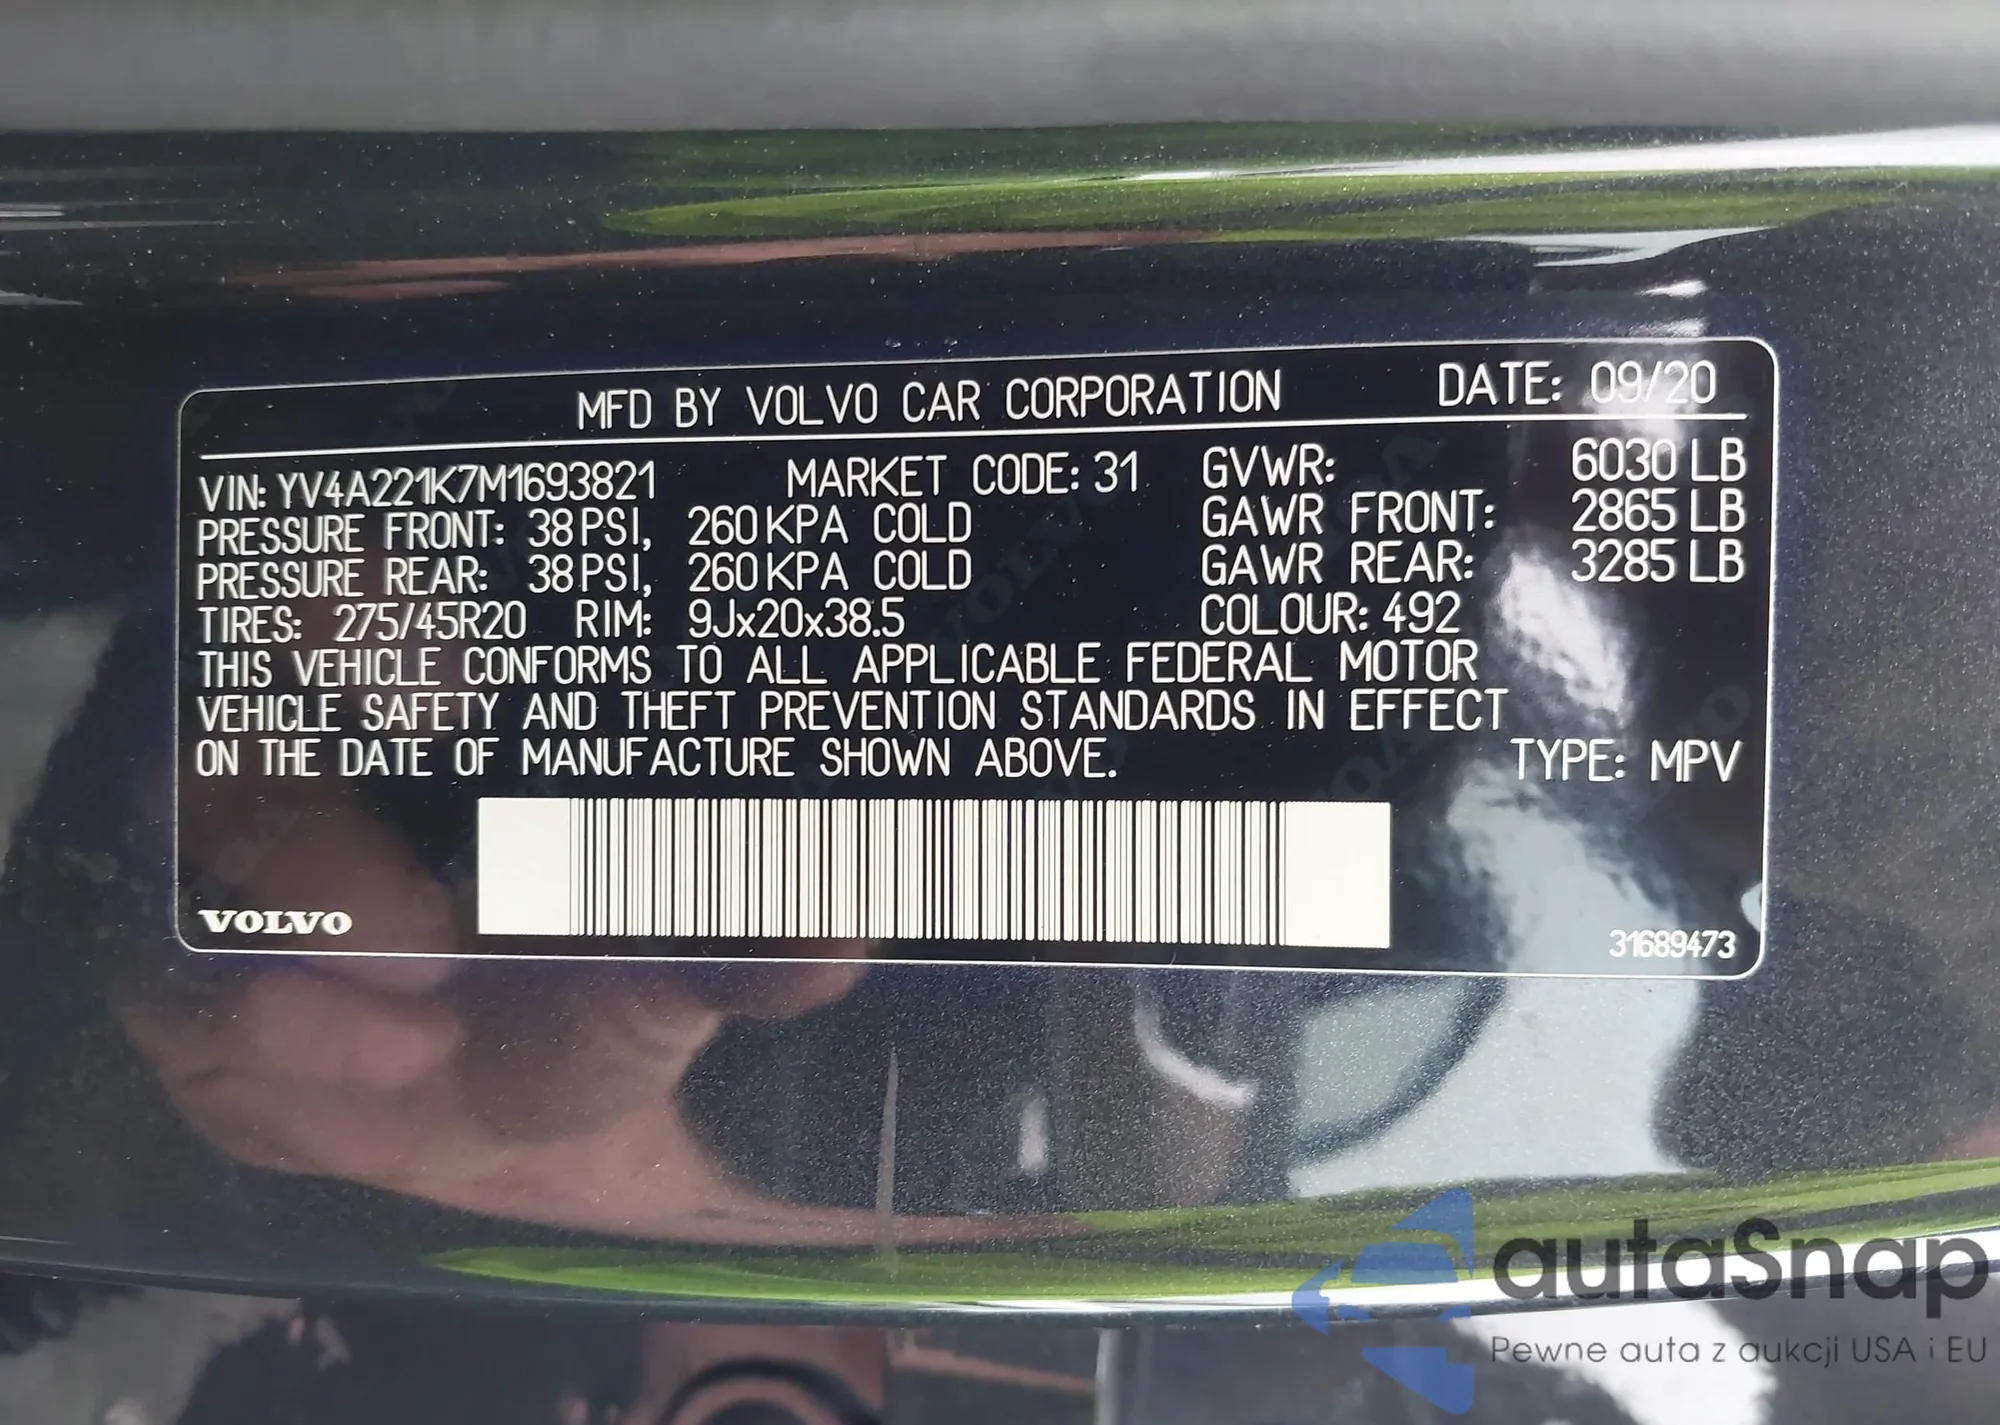 MFD BY VOLVO CAR CORPORATION DATE: 09/20
VIN: YV4A221K7M1693821 MARKET CODE: 31 GVWR: 6030 LB
PRESSURE FRONT: 38 PSI, 260 KPA COLD GAWR FRONT: 2865 LB
PRESSURE REAR: 38 PSI, 260 KPA COLD GAWR REAR: 3285 LB
TIRES: 275/45R20 RIM: 9Jx20x38.5 COLOUR: 492
THIS VEHICLE CONFORMS TO ALL APPLICABLE FEDERAL MOTOR
VEHICLE SAFETY AND THEFT PREVENTION STANDARDS IN EFFECT
ON THE DATE OF MANUFACTURE SHOWN ABOVE. TYPE: MPV
VOLVO 31689473
autaSnap
Pewne auta z aukcji USA i EU